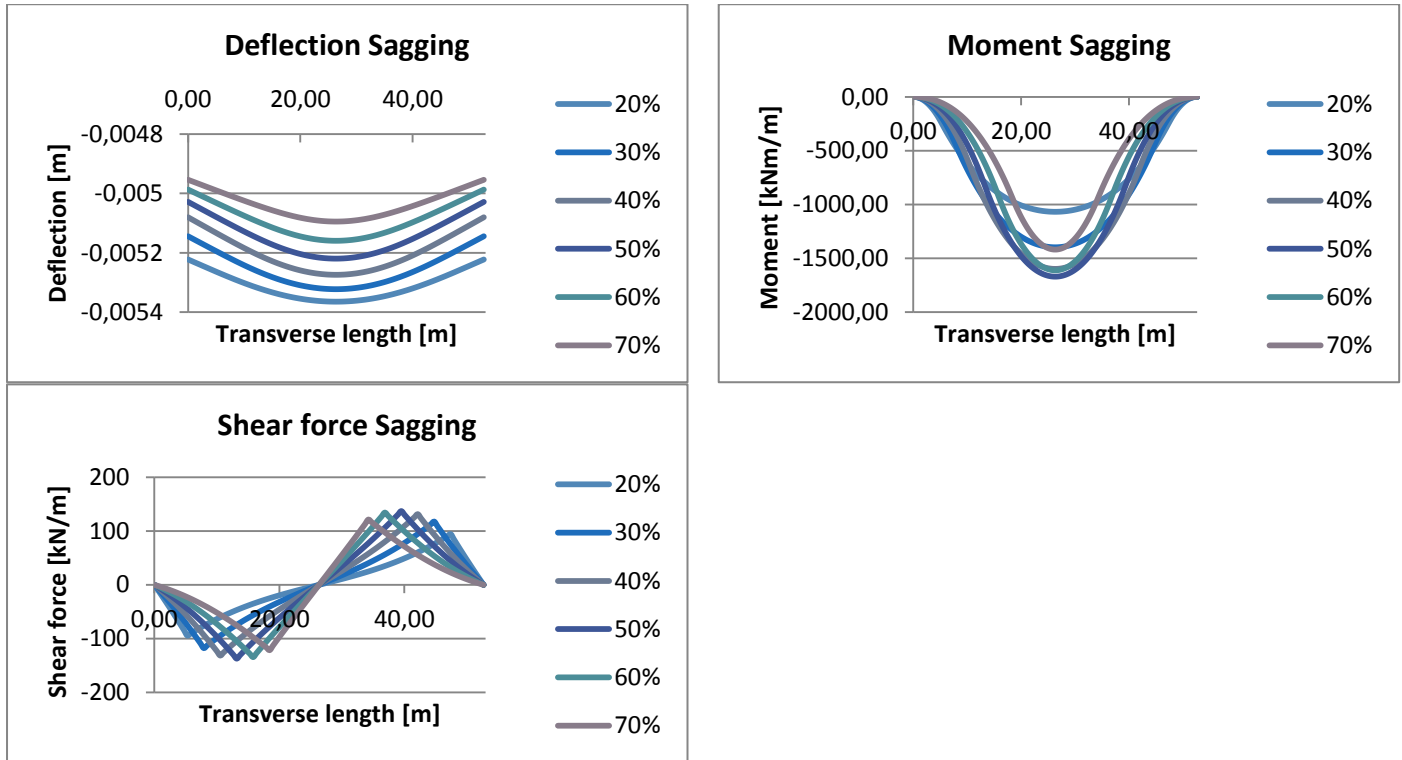 Deflection Sagging
0,00 20,00 40,00
-0,0048
-0,005
-0,0052
-0,0054
Deflection [m]
Transverse length [m]
20%
30%
40%
50%
60%
70%
Moment Sagging
0,00
-500,00
-1000,00
-1500,00
-2000,00
0,00 20,00 40,00
Moment [kNm/m]
Transverse length [m]
20%
30%
40%
50%
60%
70%
Shear force Sagging
200
100
0
-100
-200
0,00 20,00 40,00
Shear force [kN/m]
Transverse length [m]
20%
30%
40%
50%
60%
70%